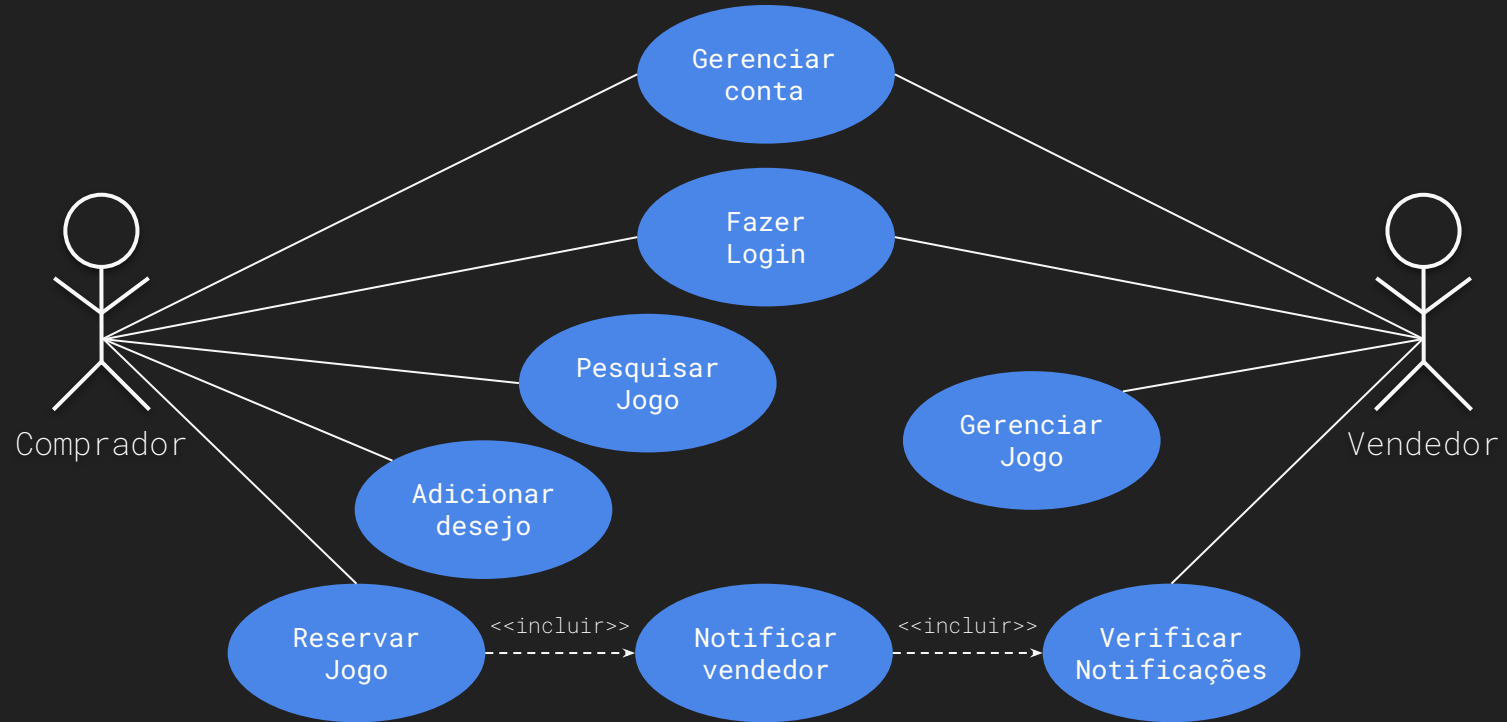 Gerenciar
conta
Fazer
Login
Pesquisar
Jogo
Gerenciar
Jogo
Comprador
Vendedor
Adicionar
desejo
Reservar
Jogo
<<incluir>>
Notificar
vendedor
<<incluir>>
Verificar
Notificações